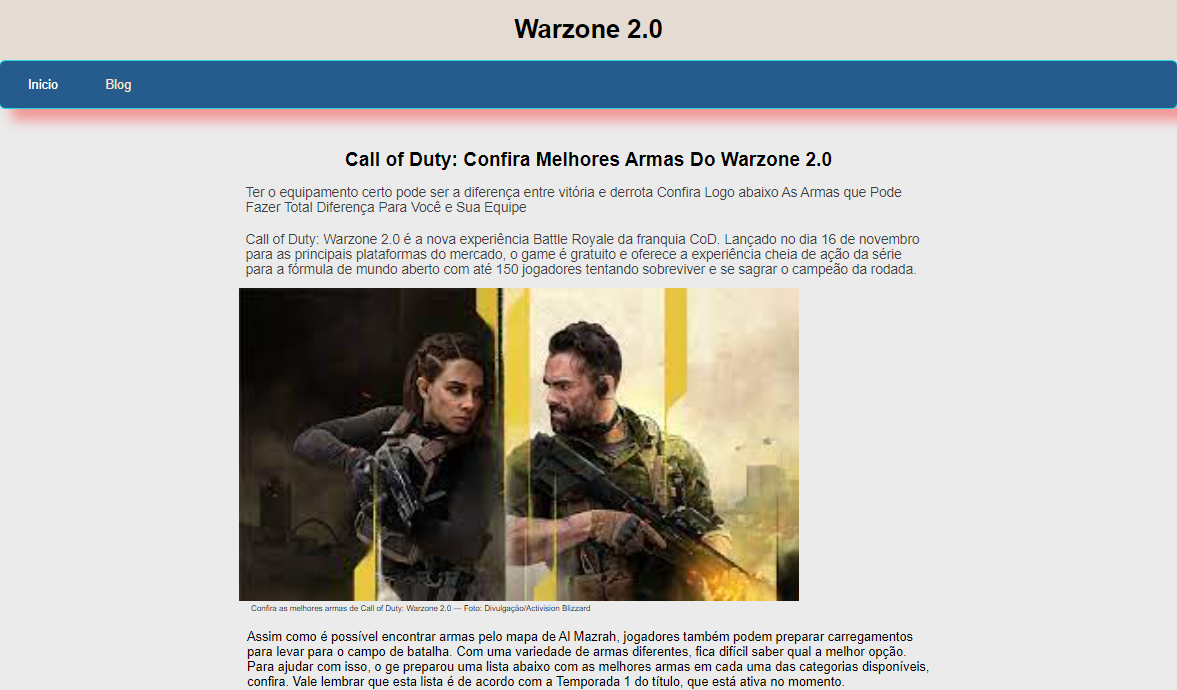 Warzone 2.0
Inicio
Blog
Call of Duty: Confira Melhores Armas Do Warzone 2.0
Ter o equipamento certo pode ser a diferença entre vitória e derrota Confira Logo abaixo As Armas que Pode
Fazer Total Diferença Para Você e Sua Equipe
Call of Duty: Warzone 2.0 é a nova experiência Battle Royale da franquia CoD. Lançado no dia 16 de novembro
para as principais plataformas do mercado, o game é gratuito e oferece a experiência cheia de ação da série
para a fórmula de mundo aberto com até 150 jogadores tentando sobreviver e se sagrar o campeão da rodada.
Confira as melhores armas de Call of Duty: Warzone 2.0 — Foto: Divulgação/Activision Blizzard
Assim como é possível encontrar armas pelo mapa de Al Mazrah, jogadores também podem preparar carregamentos
para levar para o campo de batalha. Com uma variedade de armas diferentes, fica difícil saber qual a melhor opção.
Para ajudar com isso, o ge preparou uma lista abaixo com as melhores armas em cada uma das categorias disponíveis,
confira. Vale lembrar que esta lista é de acordo com a Temporada 1 do título, que está ativa no momento.